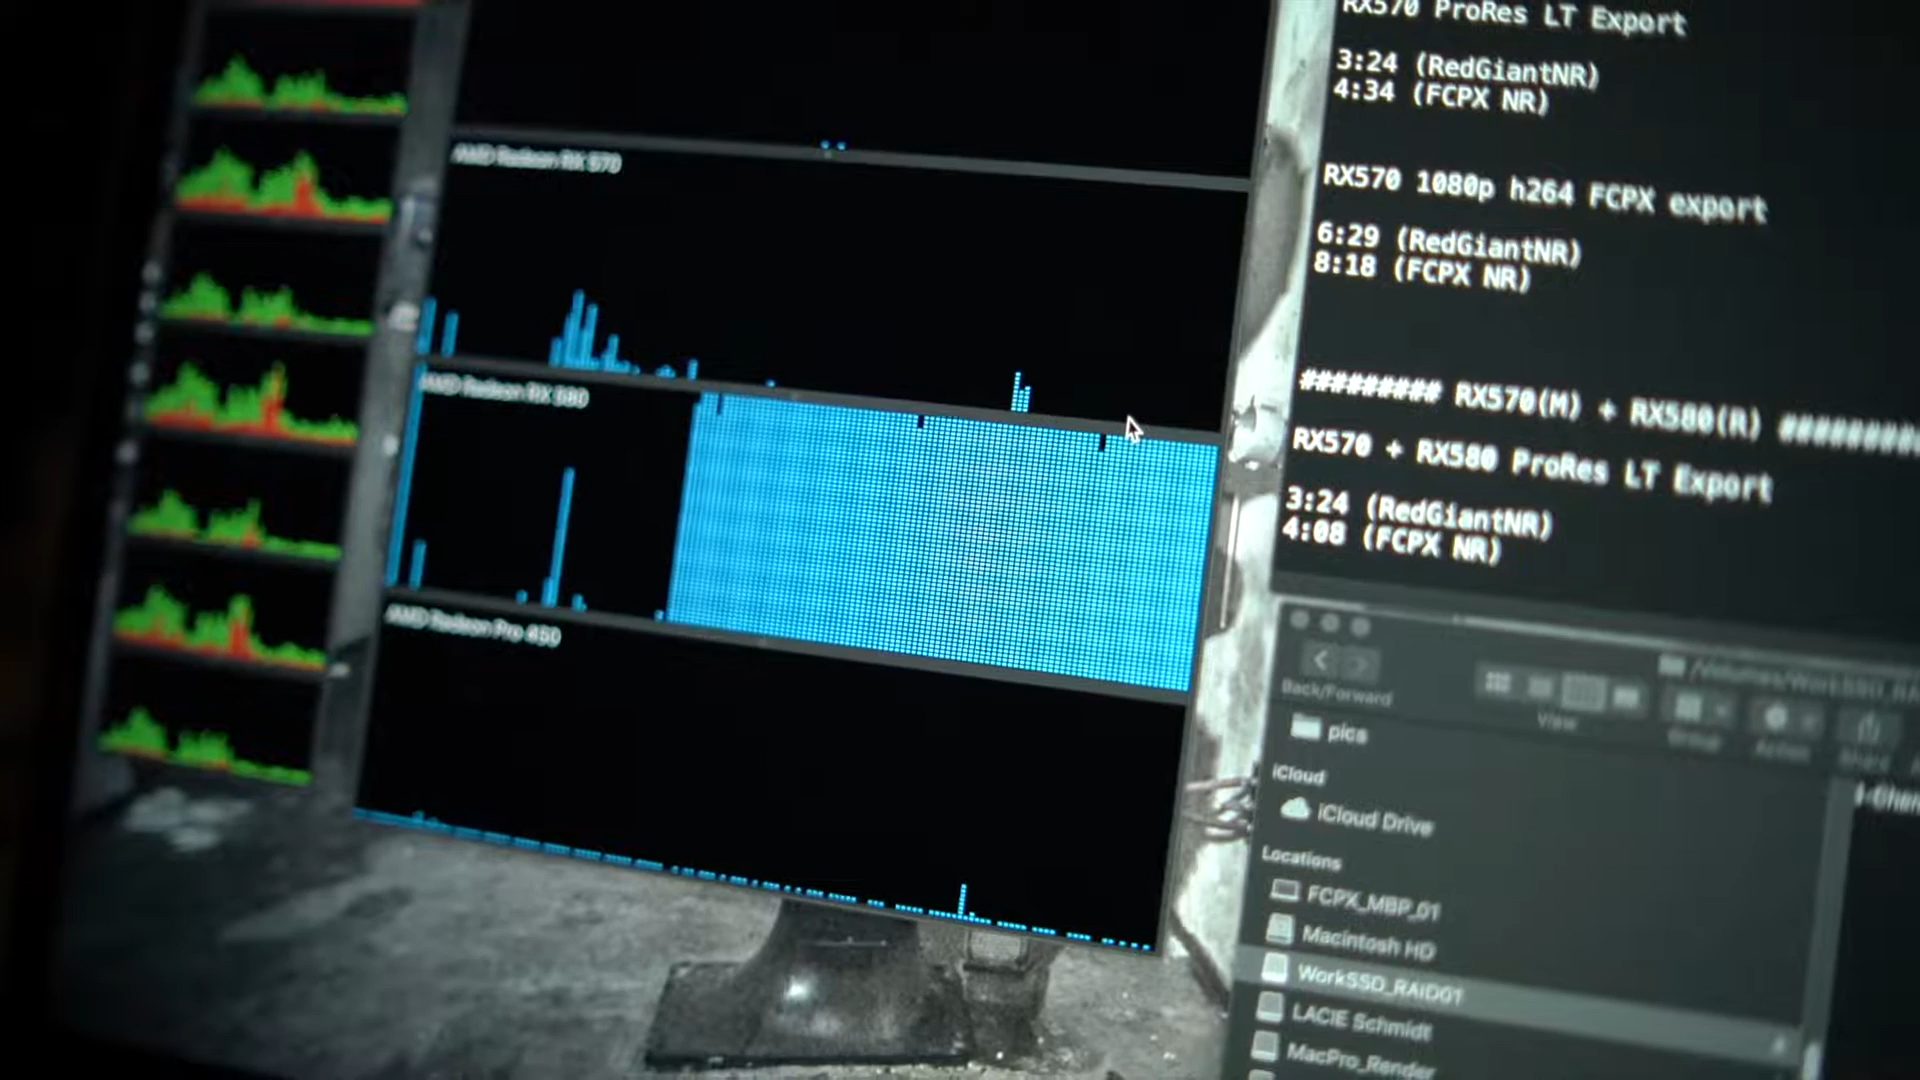 AMD Radeon RX 570
AMD Radeon RX 580
AMD Radeon Pro 450
RX570 ProRes LT Export
3:24 (RedGiantNR)
4:34 (FCPX NR)
RX570 1080p h264 FCPX export
6:29 (RedGiantNR)
8:18 (FCPX NR)
######### RX570(M) + RX580(R) #########
RX570 + RX580 ProRes LT Export
3:24 (RedGiantNR)
4:08 (FCPX NR)
Back/Forward
View
Group
Action
Share
pics
iCloud
iCloud Drive
Locations
FCPX_MBP_01
Macintosh HD
WorkSSD_RAID01
LACIE Schmidt
MacPro_Render